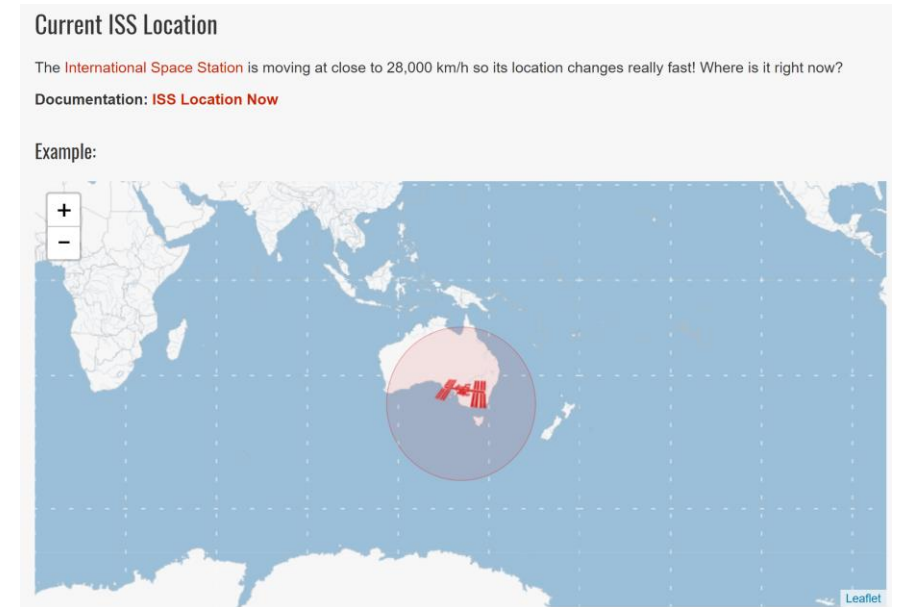 Current ISS Location
The International Space Station is moving at close to 28,000 km/h so its location changes really fast! Where is it right now?
Documentation: ISS Location Now
Example:
+
−
Leaflet